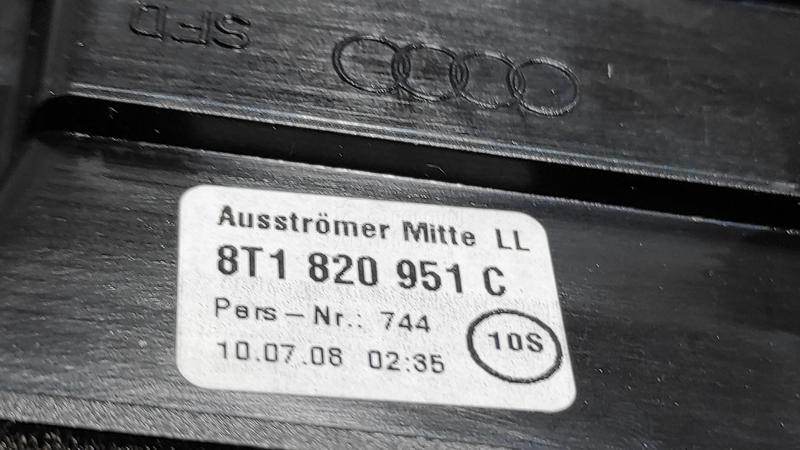 SFD
Ausströmer Mitte LL
8T1 820 951 C
Pers-Nr.: 744
10.07.08 02:35
10S